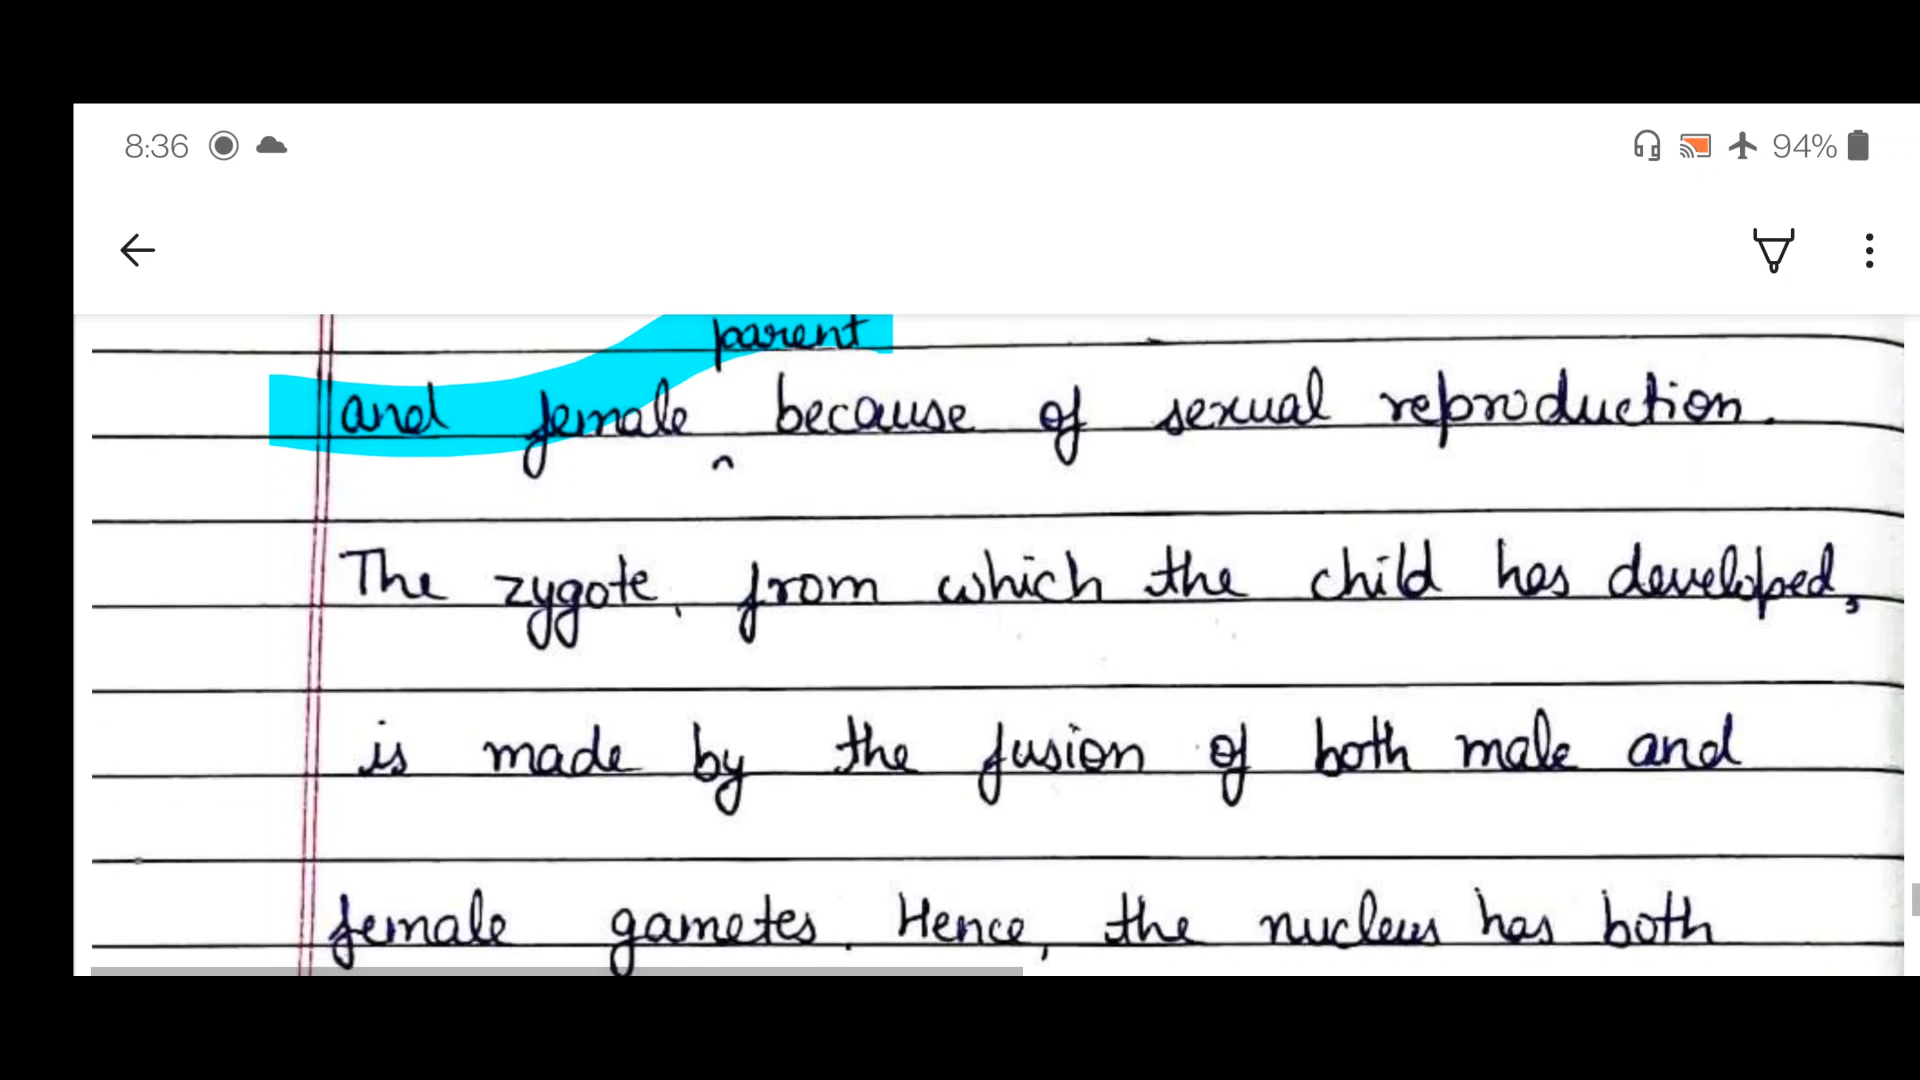 8:36 94%
parent
and female ^ because of sexual reproduction.
The zygote, from which the child has developed,
is made by the fusion of both male and
female gametes. Hence, the nucleus has both